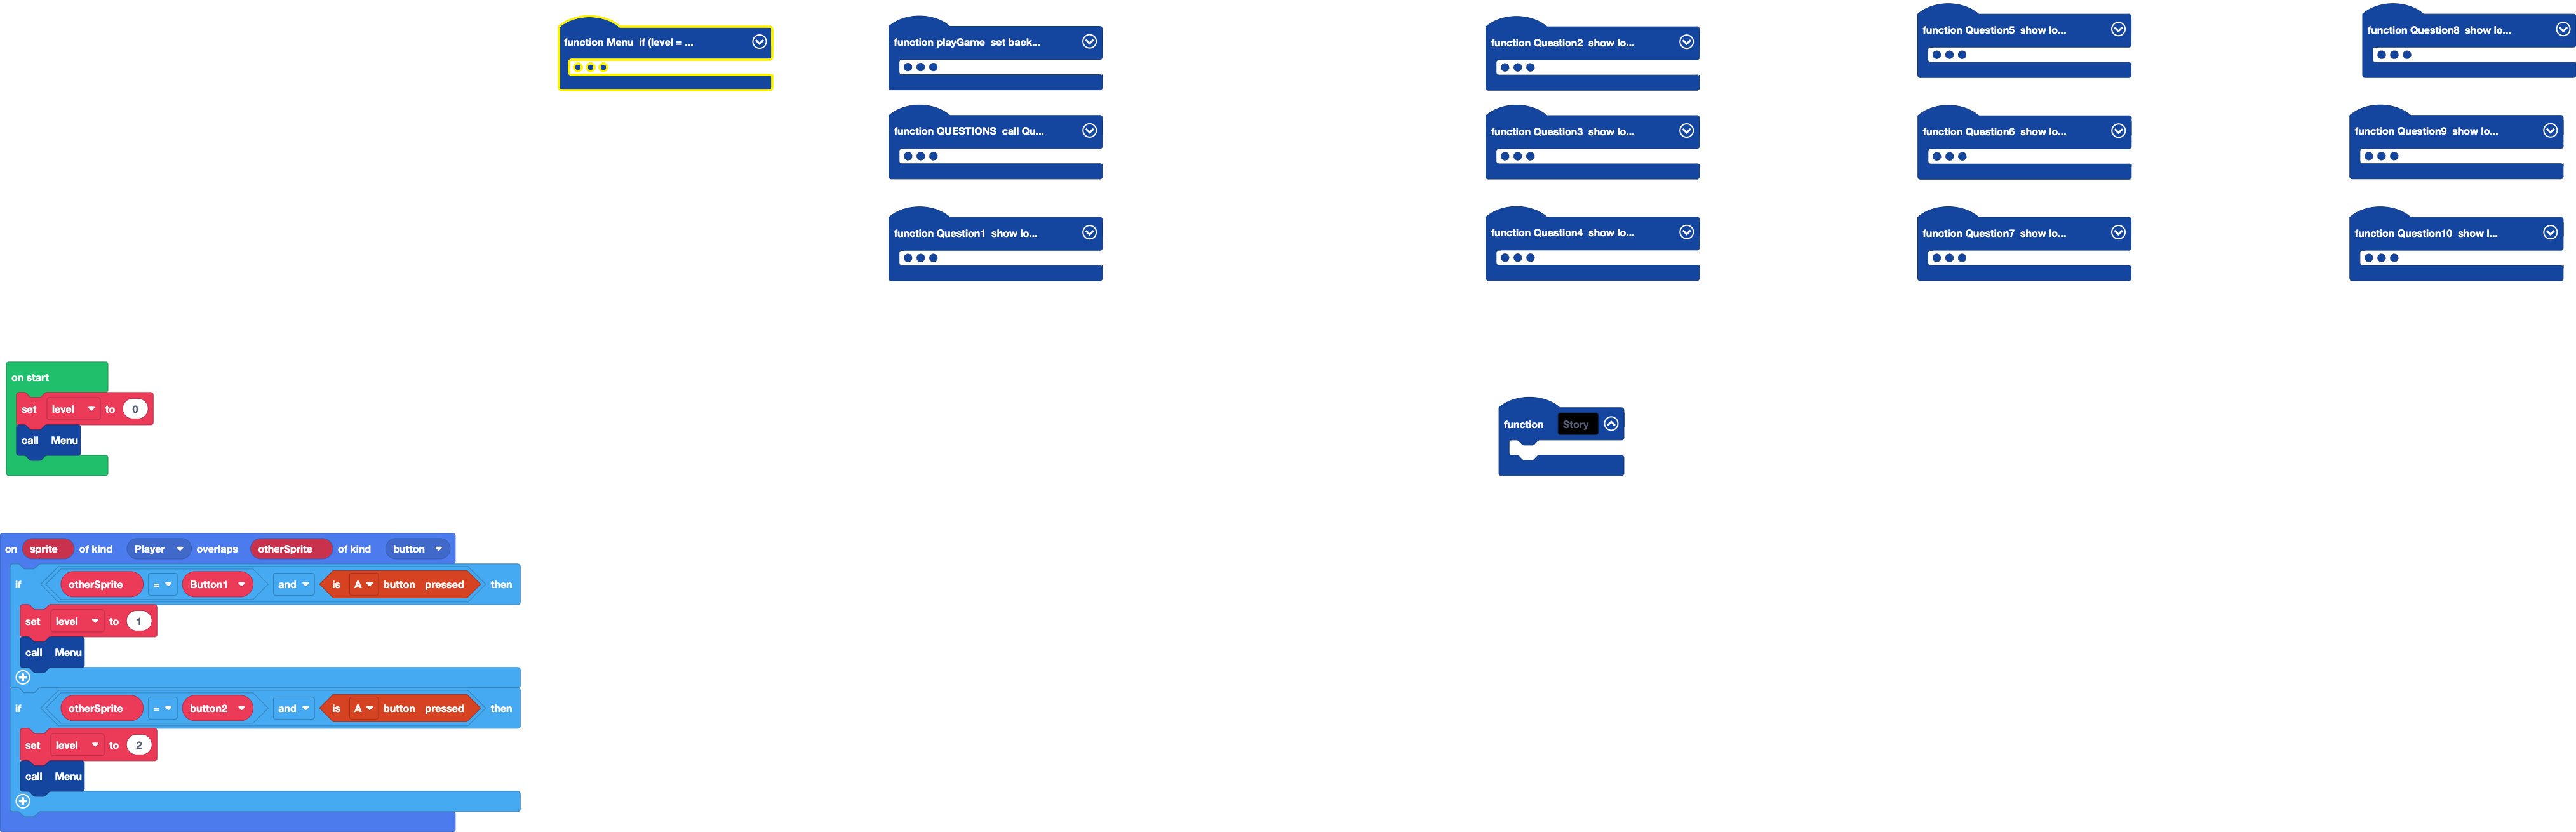 function Menu if (level = ...
function playGame set back...
function QUESTIONS call Qu...
function Question1 show lo...
function Question2 show lo...
function Question3 show lo...
function Question4 show lo...
function Question5 show lo...
function Question6 show lo...
function Question7 show lo...
function Question8 show lo...
function Question9 show lo...
function Question10 show l...
on start
set level to 0
call Menu
function Story
on sprite of kind Player overlaps otherSprite of kind button
if otherSprite = Button1 and is A button pressed then
set level to 1
call Menu
if otherSprite = button2 and is A button pressed then
set level to 2
call Menu